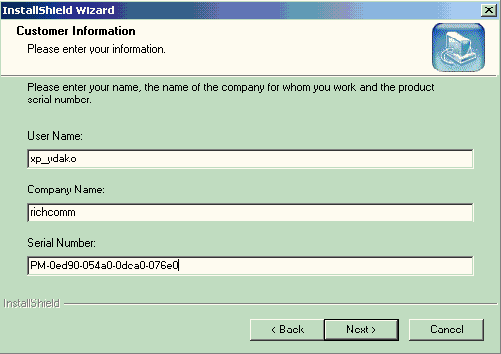 InstallShield Wizard
Customer Information
Please enter your information.
Please enter your name, the name of the company for whom you work and the product
serial number.
User Name:
xp_ydako
Company Name:
richcomm
Serial Number:
PM-0ed90-054a0-0dca0-076e0
InstallShield
< Back
Next >
Cancel